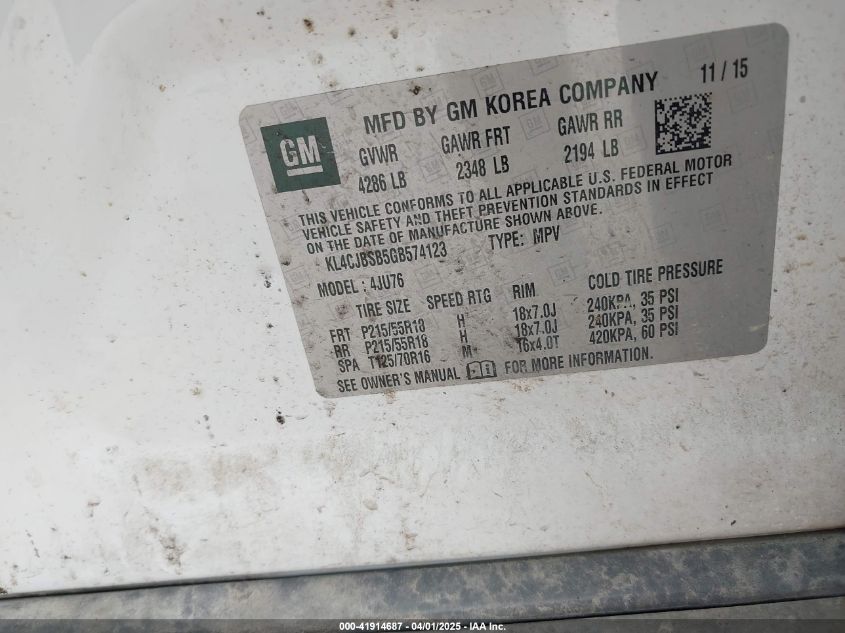 GM
MFD BY GM KOREA COMPANY 11 / 15
GVWR GAWR FRT GAWR RR
4286 LB 2348 LB 2194 LB
THIS VEHICLE CONFORMS TO ALL APPLICABLE U.S. FEDERAL MOTOR
VEHICLE SAFETY AND THEFT PREVENTION STANDARDS IN EFFECT
ON THE DATE OF MANUFACTURE SHOWN ABOVE.
KL4CJBSB5GB574123 TYPE: MPV
MODEL : 4JU76
TIRE SIZE SPEED RTG RIM COLD TIRE PRESSURE
FRT P215/55R18 H 18x7.0J 240KPA, 35 PSI
RR P215/55R18 H 18x7.0J 240KPA, 35 PSI
SPA T125/70R16 M 16x4.0T 420KPA, 60 PSI
SEE OWNER'S MANUAL FOR MORE INFORMATION.
000-41914687 / 04/01/2025 - IAA Inc.